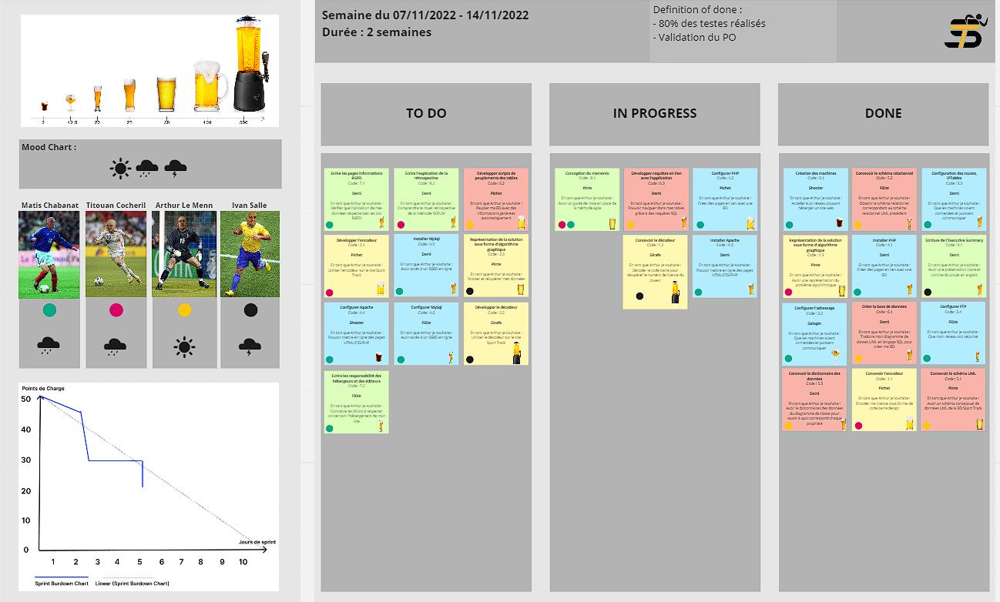 2
12.5
20
25
50
100
500
Mood Chart :
Matis Chabanat
Titouan Cocheril
Arthur Le Menn
Ivan Salle
Points de Charge
50
40
30
20
10
0
Jours de sprint
1
2
3
4
5
6
7
8
9
10
Sprint Burdown Chart
Linear (Sprint Burdown Chart)
Semaine du 07/11/2022 - 14/11/2022
Durée : 2 semaines
Definition of done :
- 80% des testes réalisés
- Validation du PO
TO DO
Ecrire les pages Informations
RGPD
Code : 7.1
Demi
En tant que Arthur je souhaite :
Vérifier que l'utilisation de mes
données respecte bien les lois
RGPD
Ecrire l'explication de la
rétrospective
Code : 8.2
Demi
En tant que Arthur je souhaite :
Comprendre le rituel retrospective
de la méthode SCRUM
Développer scripts de
peuplements des tables
Code : 6.2
Pichet
En tant que Arthur je souhaite :
Peupler ma BD avec des
informations générées
automatiquement
Développer l'encodeur
Code : 2.1
Pichet
En tant que Arthur je souhaite :
Utiliser l'encodeur sur le site Sport
Track
Installer MySql
Code : 4.5
Demi
En tant que Arthur je souhaite :
Avoir accès à un SGBD en ligne
Représentation de la solution
sous forme d'algorithme
graphique
Code : 2.3
Pinte
En tant que Arthur je souhaite :
Stocker et récupérer mes données
Configurer Apache
Code : 4.4
Shooter
En tant que Arthur je souhaite :
Pouvoir mettre en ligne des pages
HTML/CSS/PHP
Configurer MySql
Code : 4.6
Flûte
En tant que Arthur je souhaite :
Avoir accès à un SGBD en ligne
Développer le décodeur
Code : 2.2
Girafe
En tant que Arthur je souhaite :
Utiliser le décodeur sur le site
Sport Track
Ecrire les responsabilité des
hébergeurs et des éditeurs
Code : 7.2
Flûte
En tant que Arthur je souhaite :
Connaitre les droits à respecter
concernant l'hébergement de mon
site
IN PROGRESS
Conception du memento
Code : 8.1
Pinte
En tant que Arthur je souhaite :
Avoir un guide de mise en place de
la méthode agile
Développer requêtes en lien
avec l'application
Code : 6.3
Demi
En tant que Arthur je souhaite :
Pouvoir naviguer dans mes tables
grâce à des requêtes SQL
Configurer PHP
Code : 4.2
Pichet
En tant que Arthur je souhaite :
Créer des pages en lien avec une
BD
Concevoir le décodeur
Code : 1.2
Girafe
En tant que Arthur je souhaite :
Décoder le code barre pour
récupérer le numéro de licence du
joueur
Installer Apache
Code : 4.3
Demi
En tant que Arthur je souhaite :
Pouvoir mettre en ligne des pages
HTML/CSS/PHP
DONE
Création des machines
Code : 3.1
Shooter
En tant que Arthur je souhaite :
Accéder à un réseau pouvant
héberger un site web
Concevoir le schéma relationnel
Code : 5.2
Flûte
En tant que Arthur je souhaite :
Obtenir le schéma relationnel
correspondant au schéma
relationnel UML précédent
Configuration des routes,
IPTables
Code : 3.3
Demi
En tant que Arthur je souhaite :
Que les machines soient
connectées et puissent
communiquer
Représentation de la solution
sous forme d'algorithme
graphique
Code : 1.3
Pinte
En tant que Arthur je souhaite :
Avoir une représentation du
problème algorithmique
Installer PHP
Code : 4.1
Demi
En tant que Arthur je souhaite :
Créer des pages en lien avec une
BD
Ecriture de l'Executive Summary
Code : 9.1
Demi
En tant que Arthur je souhaite :
Avoir une présentation claire et
concise du projet en anglais
Configurer l'adressage
Code : 3.2
Galopin
En tant que Arthur je souhaite :
Que les machines soient
connectées et puissent
communiquer
Créer la base de données
Code : 6.1
Demi
En tant que Arthur je souhaite :
Traduire mon diagramme de
classes UML en langage SQL pour
créer ma BD
Configurer FTP
Code : 3.4
Flûte
En tant que Arthur je souhaite :
Que mon réseau soit sécurisé
Concevoir le dictionnaire des
données
Code : 5.3
Demi
En tant que Arthur je souhaite :
Avoir le dictionnaires des données
du diagramme de classe pour
savoir à quoi correspond chaque
propriété
Concevoir l'encodeur
Code : 1.1
Pichet
En tant que Arthur je souhaite :
Encoder ma licence sous forme de
code barre design
Concevoir le schéma UML
Code : 5.1
Pinte
En tant que Arthur je souhaite :
Avoir un schéma conceptuel de
données UML de la BD Sport Track